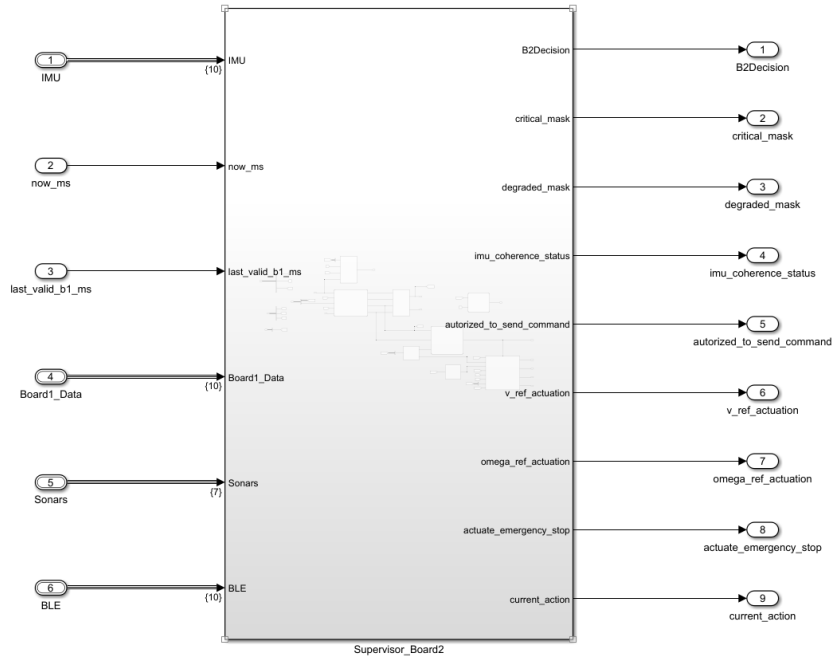 1
IMU
{10}
IMU
2
now_ms
now_ms
3
last_valid_b1_ms
last_valid_b1_ms
4
Board1_Data
{10}
Board1_Data
5
Sonars
{7}
Sonars
6
BLE
{10}
BLE
B2Decision
1
B2Decision
critical_mask
2
critical_mask
degraded_mask
3
degraded_mask
imu_coherence_status
4
imu_coherence_status
autorized_to_send_command
5
autorized_to_send_command
v_ref_actuation
6
v_ref_actuation
omega_ref_actuation
7
omega_ref_actuation
actuate_emergency_stop
8
actuate_emergency_stop
current_action
9
current_action
Supervisor_Board2